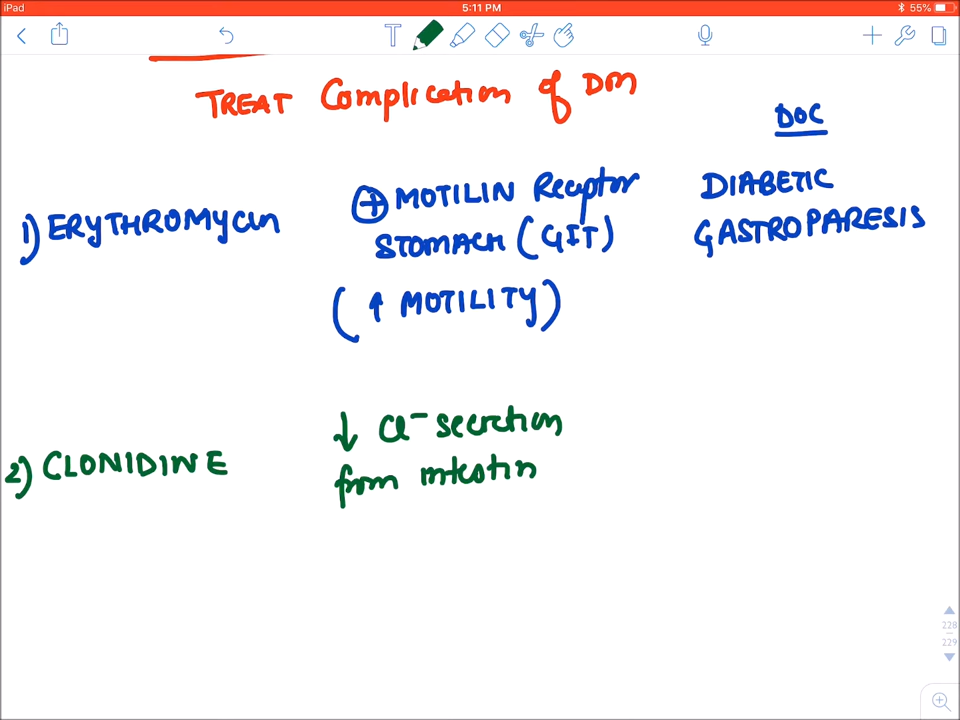 iPad 5:11 PM 55%
T
TREAT Complication of DM
DOC
1) ERYTHROMYCIN
⊕ MOTILIN Receptor
STOMACH (GIT)
(↑ MOTILITY)
DIABETIC
GASTROPARESIS
2) CLONIDINE
↓ Cl⁻ secretion
from intestin
228
229